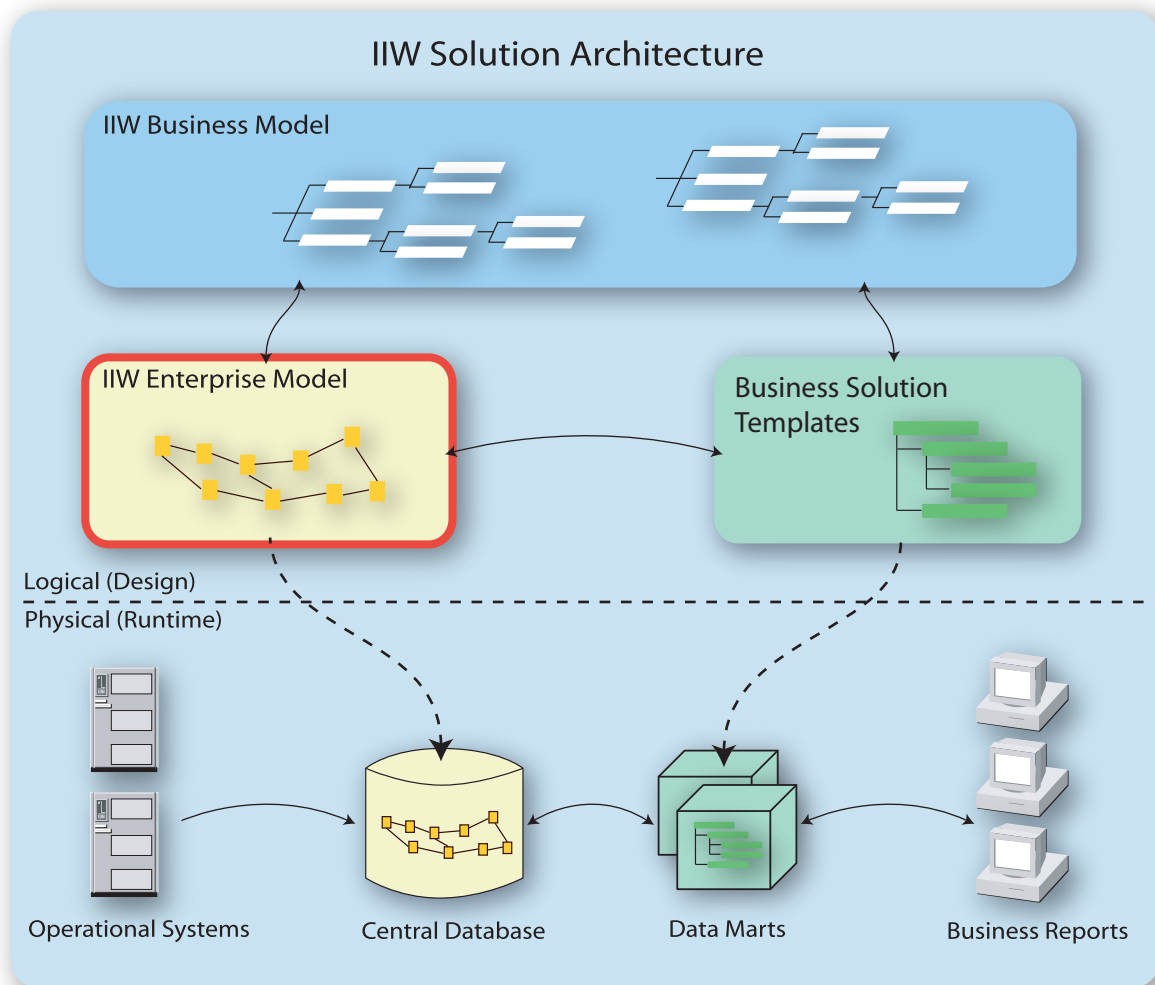 IIW Solution Architecture
IIW Business Model
IIW Enterprise Model
Business Solution
Templates
Logical (Design)
Physical (Runtime)
Operational Systems
Central Database
Data Marts
Business Reports